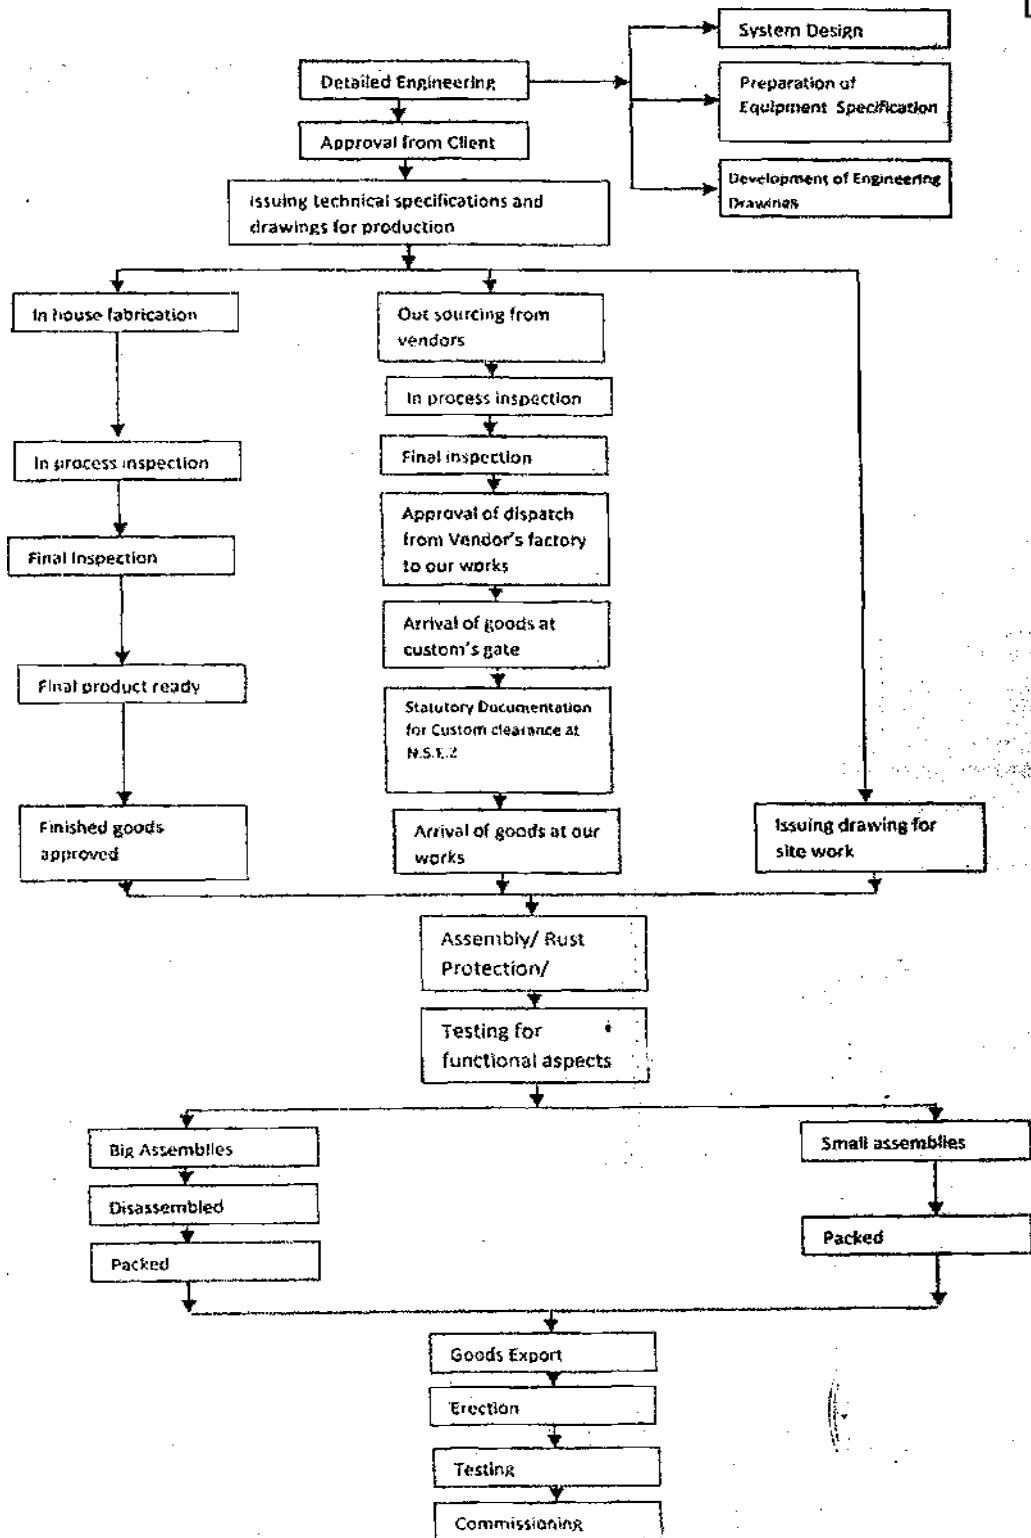 System Design
Detailed Engineering
Preparation of
Equipment Specification
Approval from Client
Development of Engineering
Drawings
Issuing technical specifications and
drawings for production
In house fabrication
Out sourcing from
vendors
In process inspection
In process inspection
Final inspection
Final Inspection
Approval of dispatch
from Vendor's factory
to our works
Arrival of goods at
custom's gate
Final product ready
Statutory Documentation
for Custom clearance at
N.S.E.Z
Finished goods
approved
Arrival of goods at our
works
Issuing drawing for
site work
Assembly/ Rust
Protection/
Testing for
functional aspects
Big Assemblies
Small assemblies
Disassembled
Packed
Packed
Goods Export
Erection
Testing
Commissioning